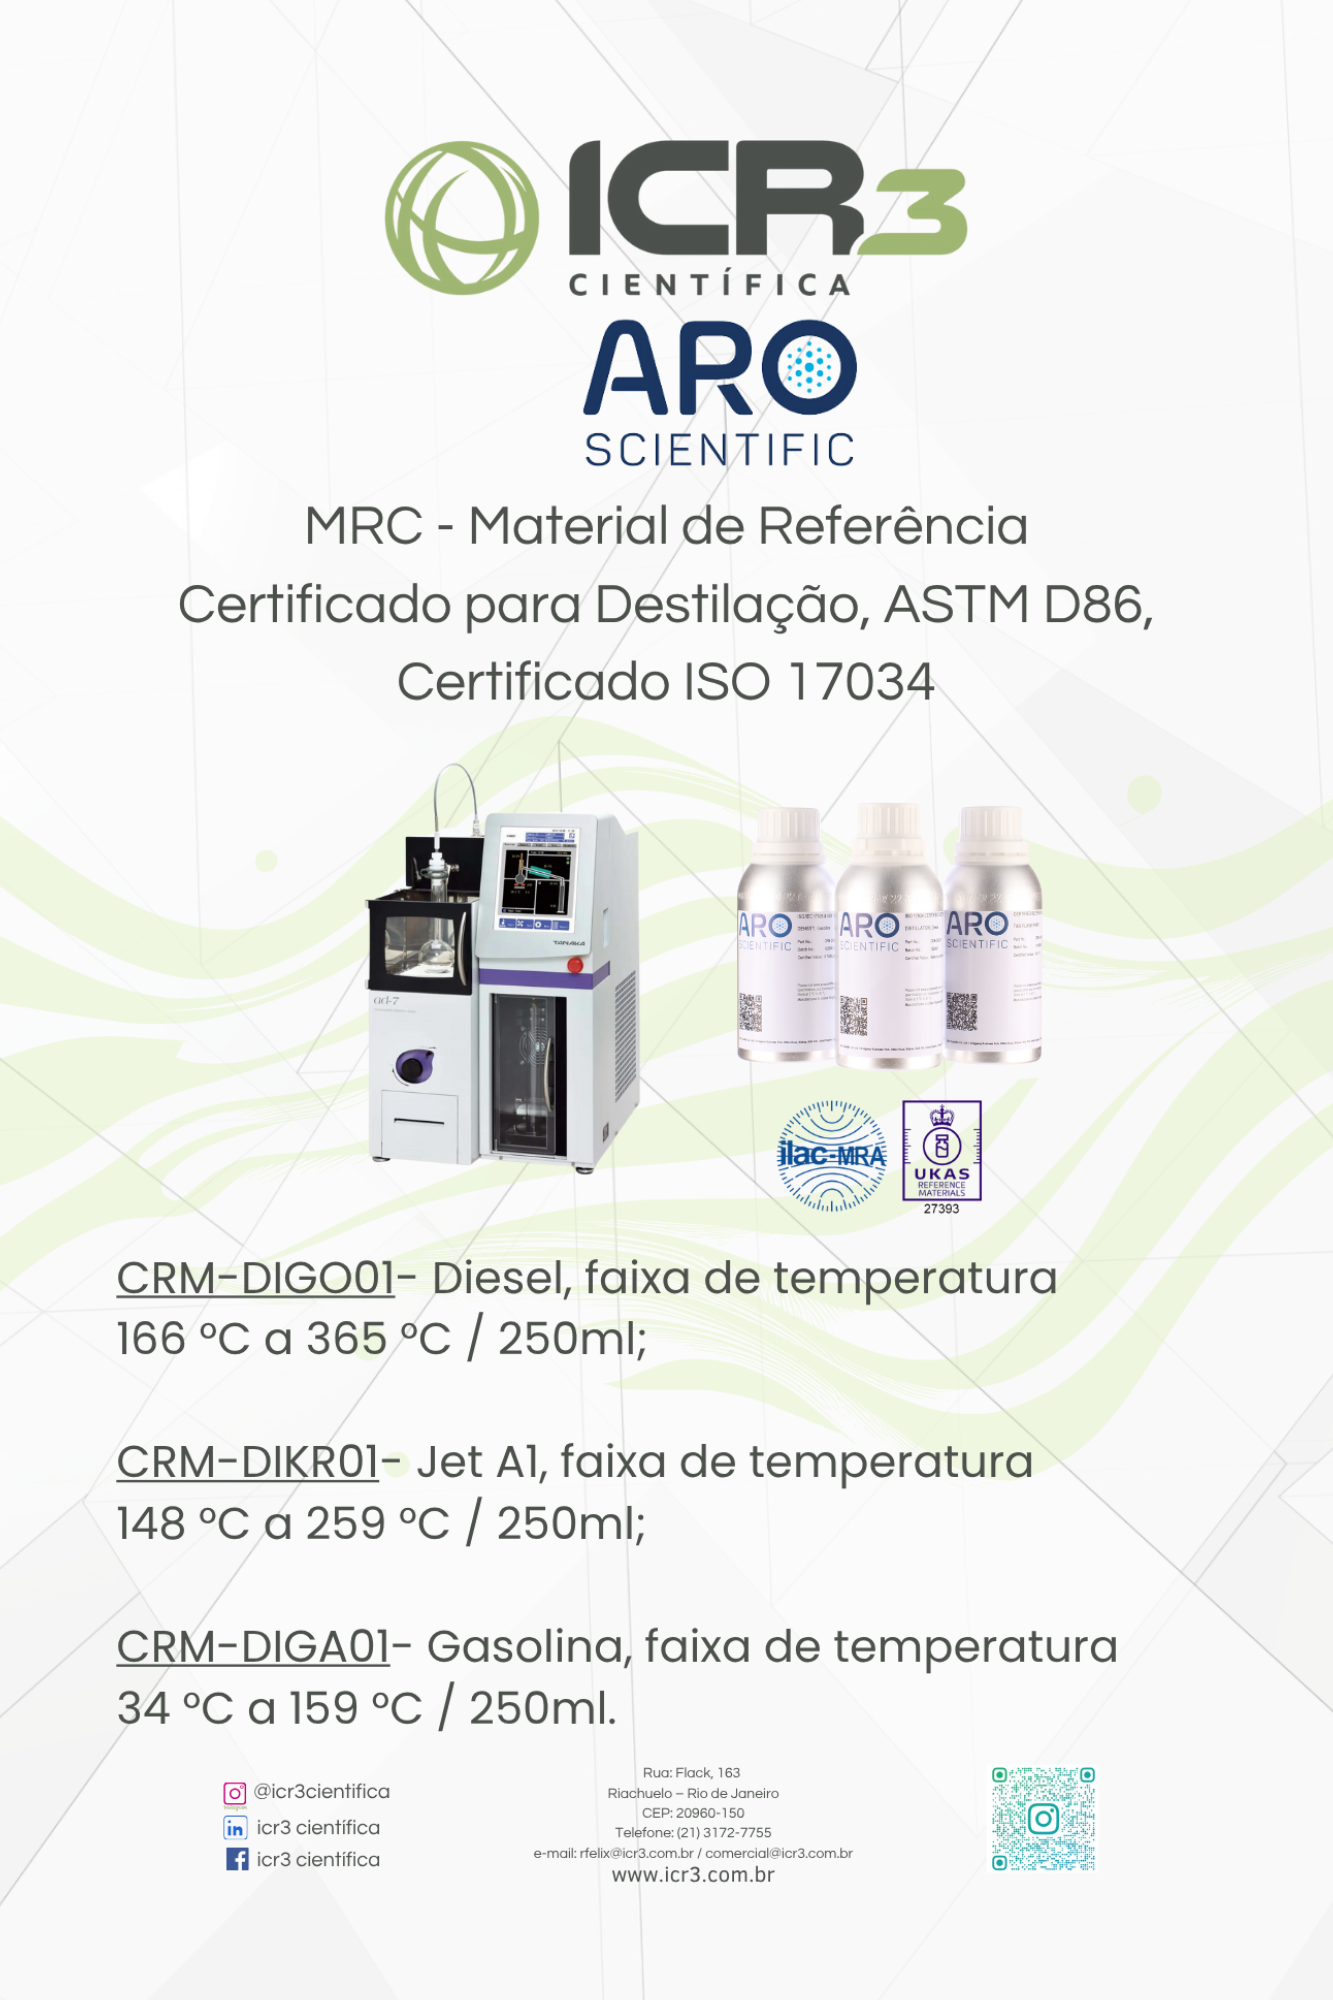 ICR3
CIENTÍFICA
ARO
SCIENTIFIC
MRC - Material de Referência
Certificado para Destilação, ASTM D86,
Certificado ISO 17034
TANAKA
ad-7
ARO
SCIENTIFIC
ARO
SCIENTIFIC
ARO
SCIENTIFIC
ilac-MRA
UKAS
REFERENCE
MATERIALS
27393
CRM-DIGO01- Diesel, faixa de temperatura
166 °C a 365 °C / 250ml;
CRM-DIKR01- Jet A1, faixa de temperatura
148 °C a 259 °C / 250ml;
CRM-DIGA01- Gasolina, faixa de temperatura
34 °C a 159 °C / 250ml.
@icr3cientifica
icr3 científica
icr3 científica
Rua: Flack, 163
Riachuelo – Rio de Janeiro
CEP: 20960-150
Telefone: (21) 3172-7755
e-mail: rfelix@icr3.com.br / comercial@icr3.com.br
www.icr3.com.br